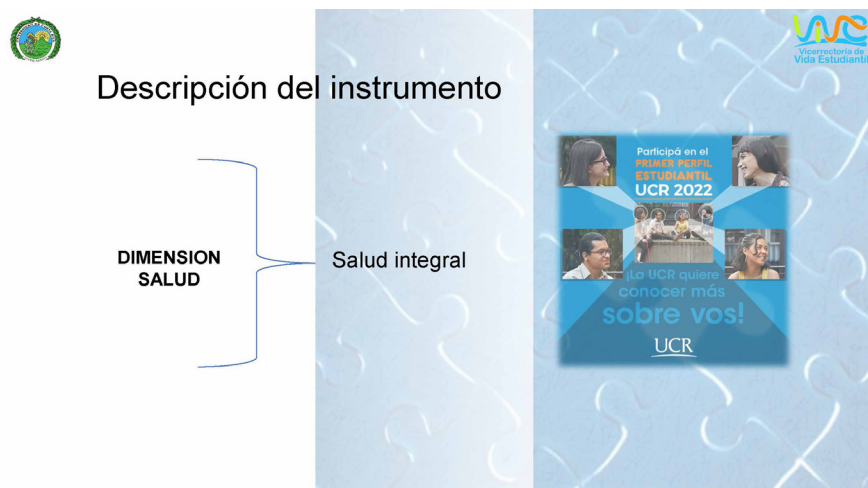 ViVE
Vicerrectoría de
Vida Estudiantil
Descripción del instrumento
DIMENSION
SALUD
Salud integral
Participá en el
PRIMER PERFIL
ESTUDIANTIL
UCR 2022
¡La UCR quiere
conocer más
sobre vos!
UCR